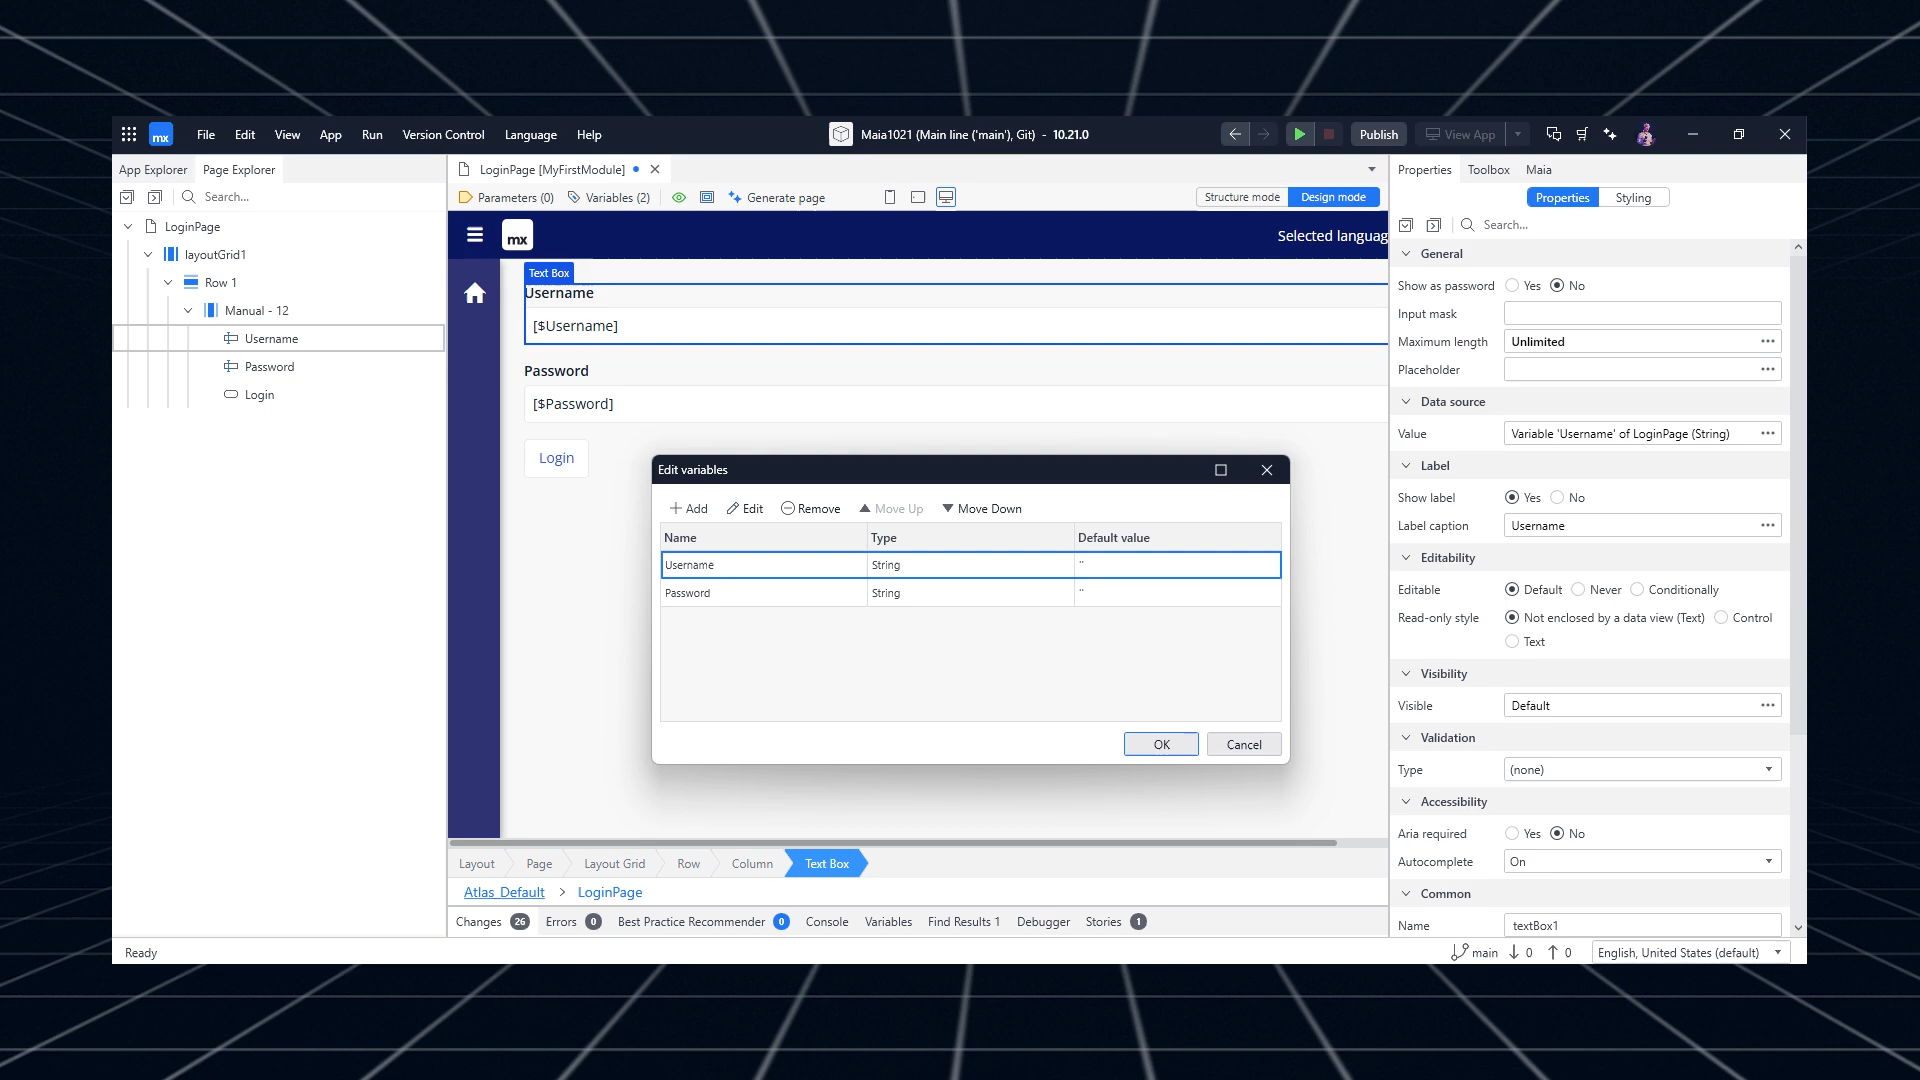 mx File Edit View App Run Version Control Language Help Maia1021 (Main line ('main'), Git) - 10.21.0 Publish View App
App Explorer Page Explorer
Search...
LoginPage
layoutGrid1
Row 1
Manual - 12
Username
Password
Login
LoginPage [MyFirstModule]
Parameters (0) Variables (2) Generate page Structure mode Design mode
mx Selected languag
Text Box
Username
[$Username]
Password
[$Password]
Login
Edit variables
Add Edit Remove Move Up Move Down
Name Type Default value
Username String ''
Password String ''
OK Cancel
Layout Page Layout Grid Row Column Text Box
Atlas_Default > LoginPage
Changes 26 Errors 0 Best Practice Recommender 0 Console Variables Find Results 1 Debugger Stories 1
Properties Toolbox Maia
Properties Styling
Search...
General
Show as password Yes No
Input mask
Maximum length Unlimited
Placeholder
Data source
Value Variable 'Username' of LoginPage (String)
Label
Show label Yes No
Label caption Username
Editability
Editable Default Never Conditionally
Read-only style Not enclosed by a data view (Text) Control
Text
Visibility
Visible Default
Validation
Type (none)
Accessibility
Aria required Yes No
Autocomplete On
Common
Name textBox1
Ready main 0 0 English, United States (default)